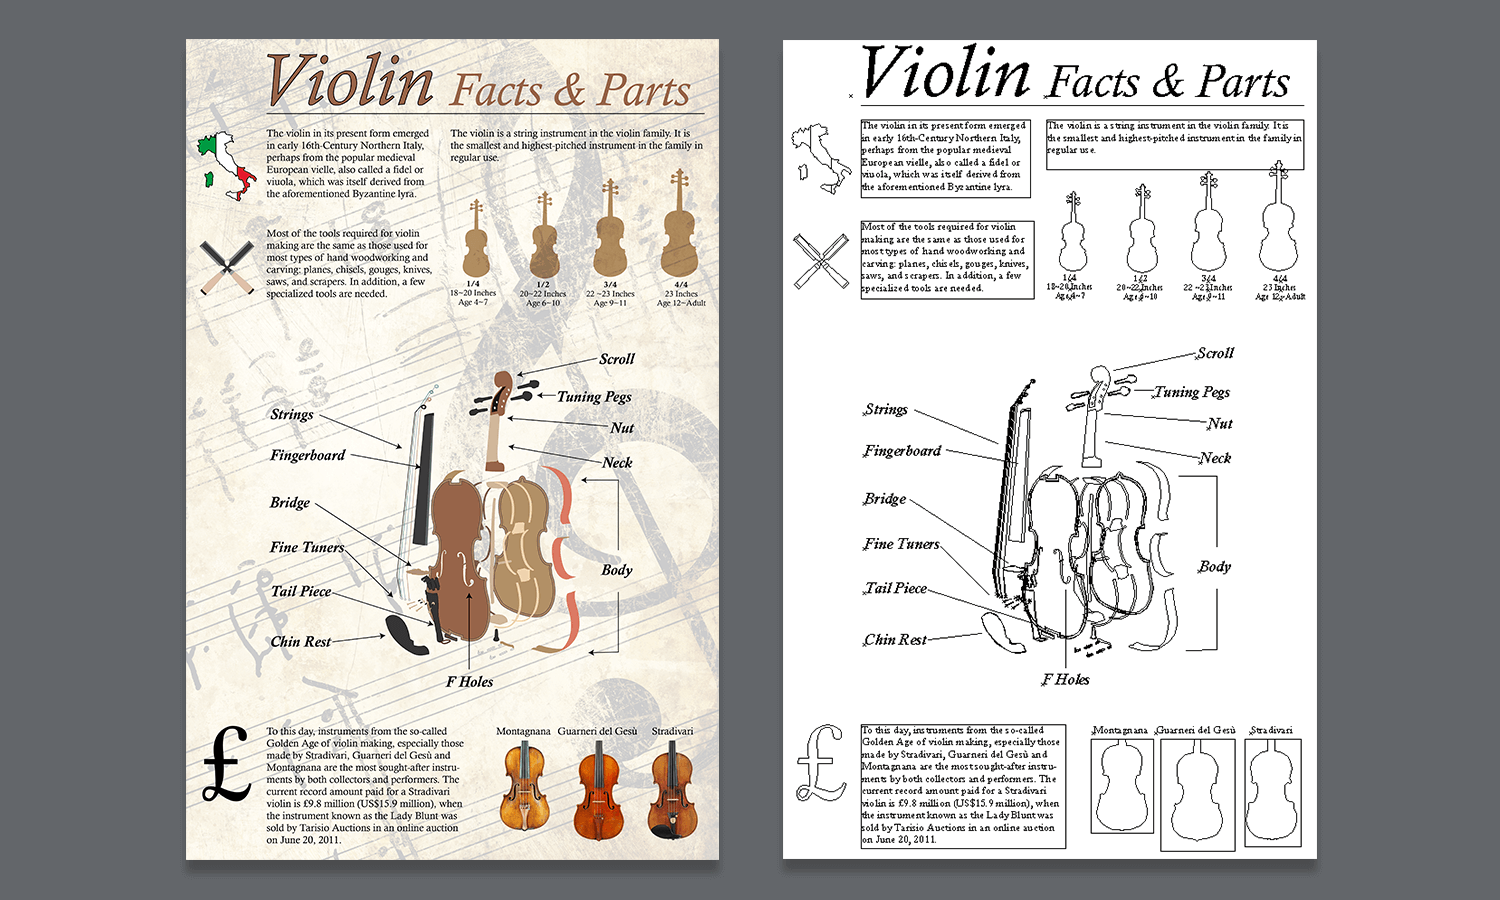 Violin Facts & Parts
The violin in its present form emerged
in early 16th-Century Northern Italy,
perhaps from the popular medieval
European vielle, also called a fidel or
viuola, which was itself derived from
the aforementioned Byzantine lyra.
The violin is a string instrument in the violin family. It is
the smallest and highest-pitched instrument in the family in
regular use.
Most of the tools required for violin
making are the same as those used for
most types of hand woodworking and
carving: planes, chisels, gouges, knives,
saws, and scrapers. In addition, a few
specialized tools are needed.
1/4
18~20 Inches
Age 4~7
1/2
20~22 Inches
Age 6~10
3/4
22 ~23 Inches
Age 9~11
4/4
23 Inches
Age 12~Adult
Scroll
Tuning Pegs
Nut
Neck
Strings
Fingerboard
Bridge
Fine Tuners
Tail Piece
Chin Rest
Body
F Holes
£
To this day, instruments from the so-called
Golden Age of violin making, especially those
made by Stradivari, Guarneri del Gesù and
Montagnana are the most sought-after instru-
ments by both collectors and performers. The
current record amount paid for a Stradivari
violin is £9.8 million (US$15.9 million), when
the instrument known as the Lady Blunt was
sold by Tarisio Auctions in an online auction
on June 20, 2011.
Montagnana
Guarneri del Gesù
Stradivari
Violin Facts & Parts
The violin in its present form emerged
in early 16th-Century Northern Italy,
perhaps from the popular medieval
European vielle, also called a fidel or
viuola, which was itself derived from
the aforementioned Byzantine lyra.
The violin is a string instrument in the violin family. It is
the smallest and highest-pitched instrument in the family in
regular use.
Most of the tools required for violin
making are the same as those used for
most types of hand woodworking and
carving: planes, chisels, gouges, knives,
saws, and scrapers. In addition, a few
specialized tools are needed.
1/4
18~20 Inches
Age 4~7
1/2
20~22 Inches
Age 6~10
3/4
22 ~23 Inches
Age 9~11
4/4
23 Inches
Age 12~Adult
Scroll
Tuning Pegs
Nut
Neck
Strings
Fingerboard
Bridge
Fine Tuners
Tail Piece
Chin Rest
Body
F Holes
£
To this day, instruments from the so-called
Golden Age of violin making, especially those
made by Stradivari, Guarneri del Gesù and
Montagnana are the most sought-after instru-
ments by both collectors and performers. The
current record amount paid for a Stradivari
violin is £9.8 million (US$15.9 million), when
the instrument known as the Lady Blunt was
sold by Tarisio Auctions in an online auction
on June 20, 2011.
Montagnana
Guarneri del Gesù
Stradivari